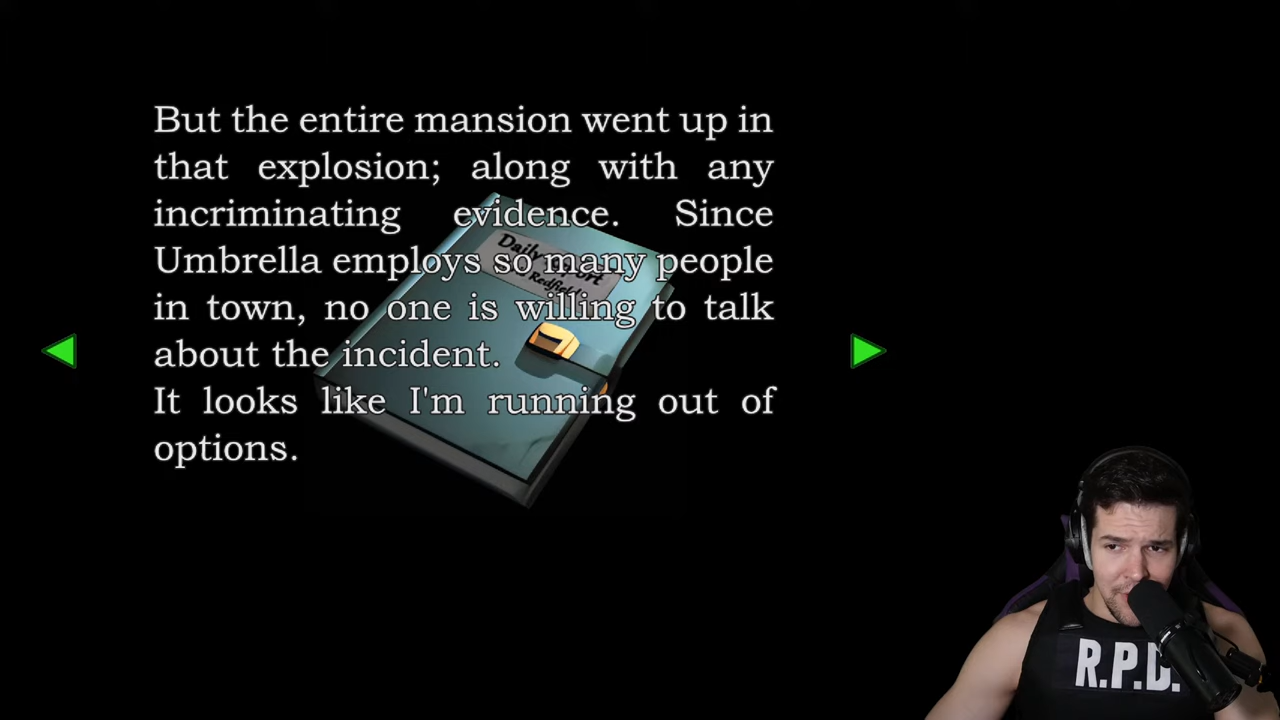 But the entire mansion went up in
that explosion; along with any
incriminating evidence. Since
Umbrella employs so many people
in town, no one is willing to talk
about the incident.
It looks like I'm running out of
options.
Daily
Redfield
R.P.D.